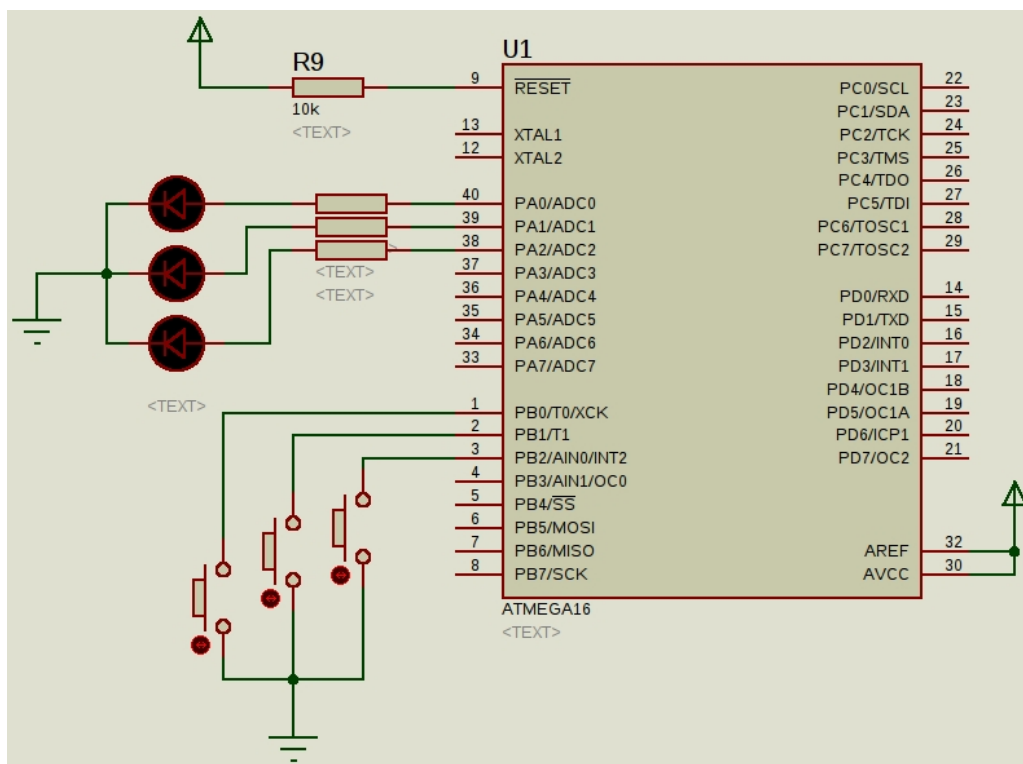 R9
10k
<TEXT>
U1
9 RESET
13 XTAL1
12 XTAL2
40 PA0/ADC0
39 PA1/ADC1
38 PA2/ADC2
37 PA3/ADC3
36 PA4/ADC4
35 PA5/ADC5
34 PA6/ADC6
33 PA7/ADC7
1 PB0/T0/XCK
2 PB1/T1
3 PB2/AIN0/INT2
4 PB3/AIN1/OC0
5 PB4/SS
6 PB5/MOSI
7 PB6/MISO
8 PB7/SCK
PC0/SCL 22
PC1/SDA 23
PC2/TCK 24
PC3/TMS 25
PC4/TDO 26
PC5/TDI 27
PC6/TOSC1 28
PC7/TOSC2 29
PD0/RXD 14
PD1/TXD 15
PD2/INT0 16
PD3/INT1 17
PD4/OC1B 18
PD5/OC1A 19
PD6/ICP1 20
PD7/OC2 21
AREF 32
AVCC 30
ATMEGA16
<TEXT>
<TEXT>
<TEXT>
<TEXT>